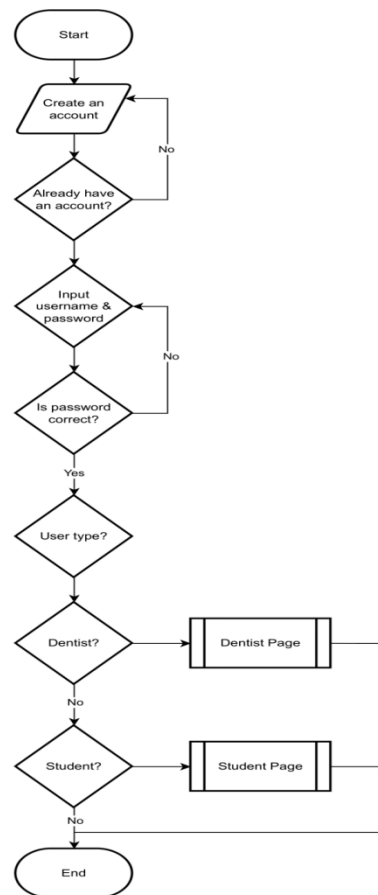 Start
Create an
account
No
Already have
an account?
Input
username &
password
No
Is password
correct?
Yes
User type?
Dentist?
Dentist Page
No
Student?
Student Page
No
End